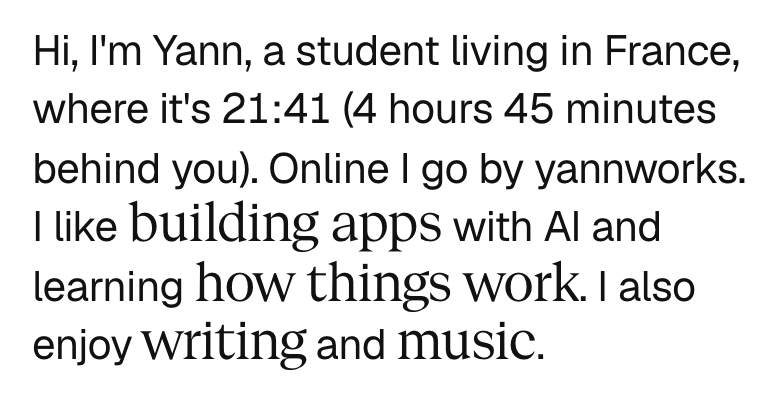 Hi, I'm Yann, a student living in France,
where it's 21:41 (4 hours 45 minutes
behind you). Online I go by yannworks.
I like building apps with AI and
learning how things work. I also
enjoy writing and music.